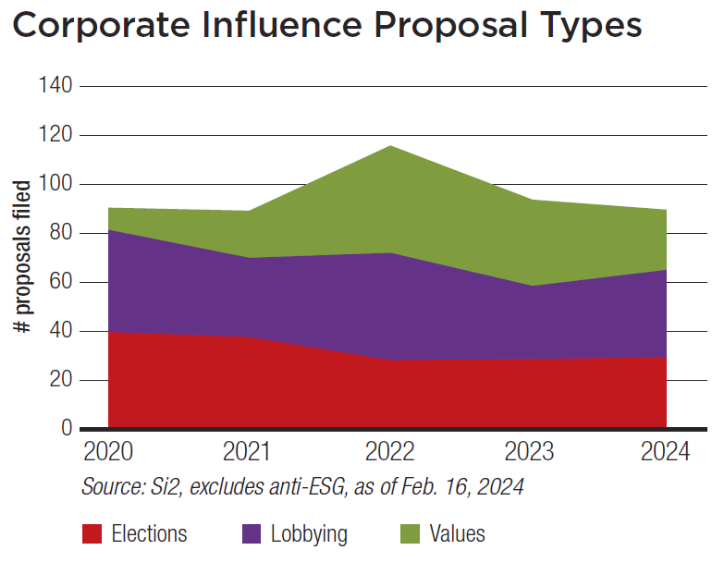 Corporate Influence Proposal Types
# proposals filed
140
120
100
80
60
40
20
0
2020 2021 2022 2023 2024
Source: Si2, excludes anti-ESG, as of Feb. 16, 2024
Elections Lobbying Values